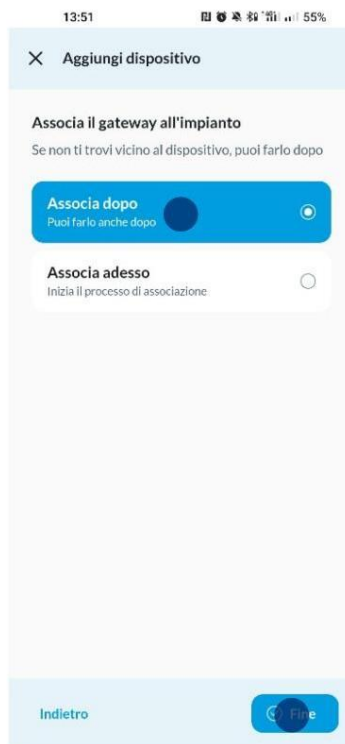 13:51 55%
Aggiungi dispositivo
Associa il gateway all'impianto
Se non ti trovi vicino al dispositivo, puoi farlo dopo
Associa dopo
Puoi farlo anche dopo
Associa adesso
Inizia il processo di associazione
Indietro Fine